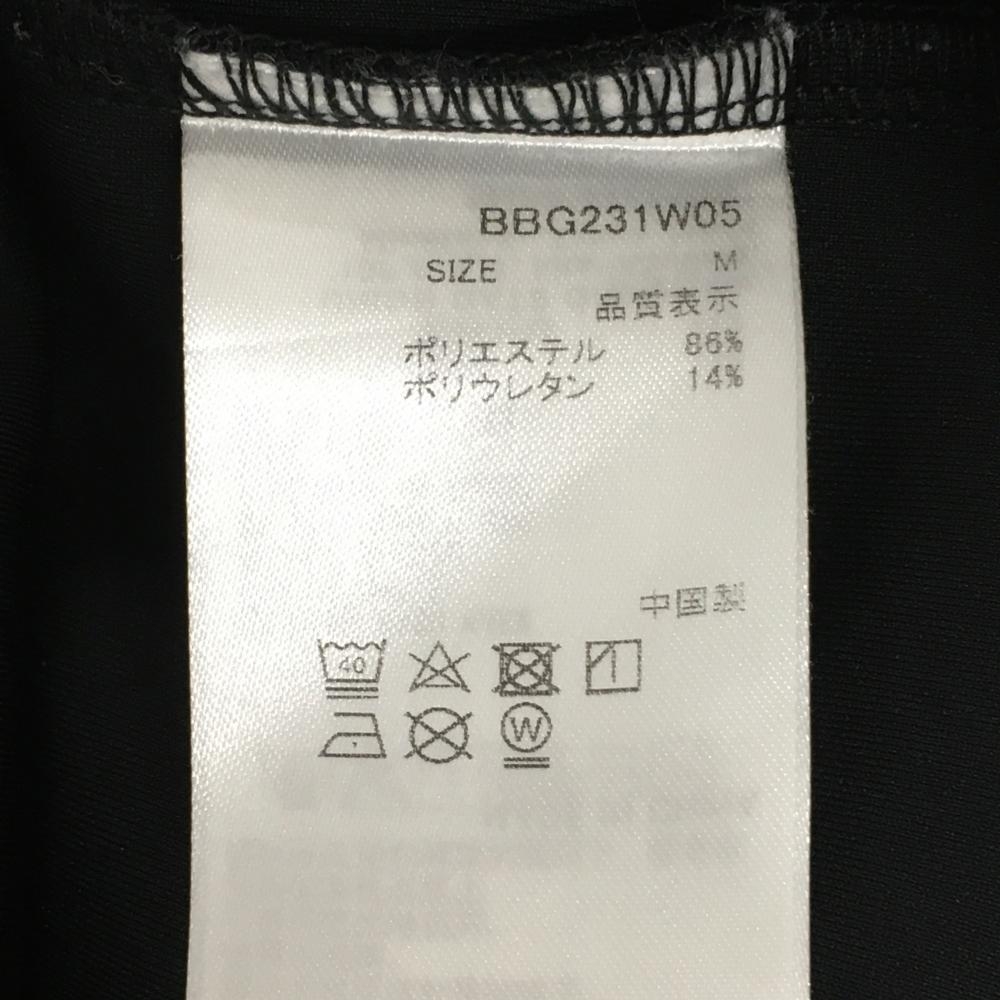 BBG231W05
SIZE M
品質表示
ポリエステル 86%
ポリウレタン 14%
中国製
40
W